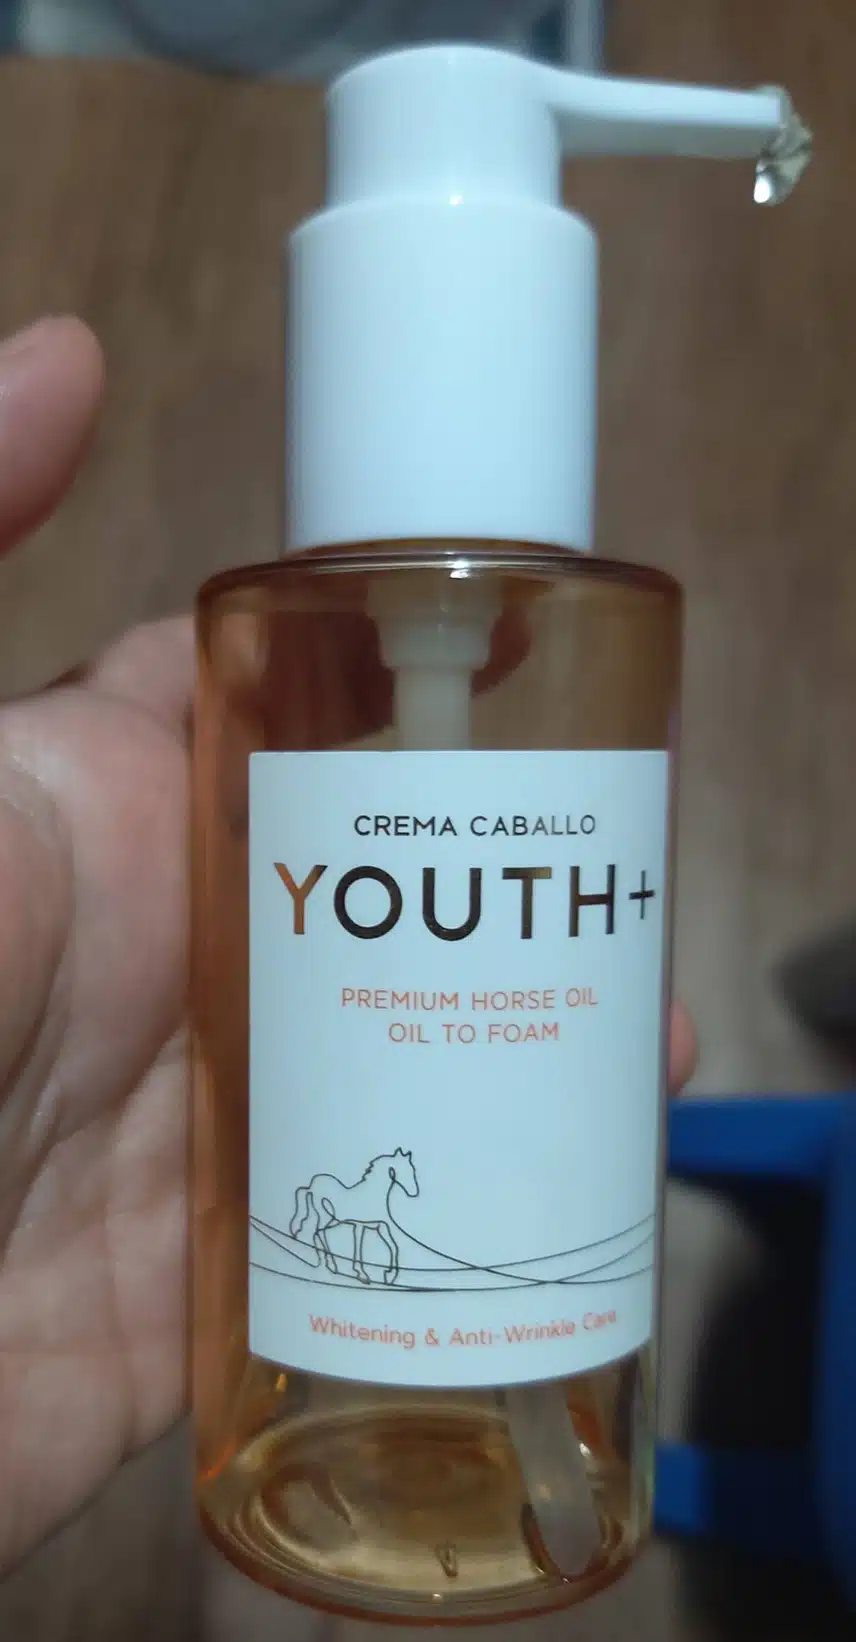 CREMA CABALLO
YOUTH+
PREMIUM HORSE OIL
OIL TO FOAM
Whitening & Anti-Wrinkle Care